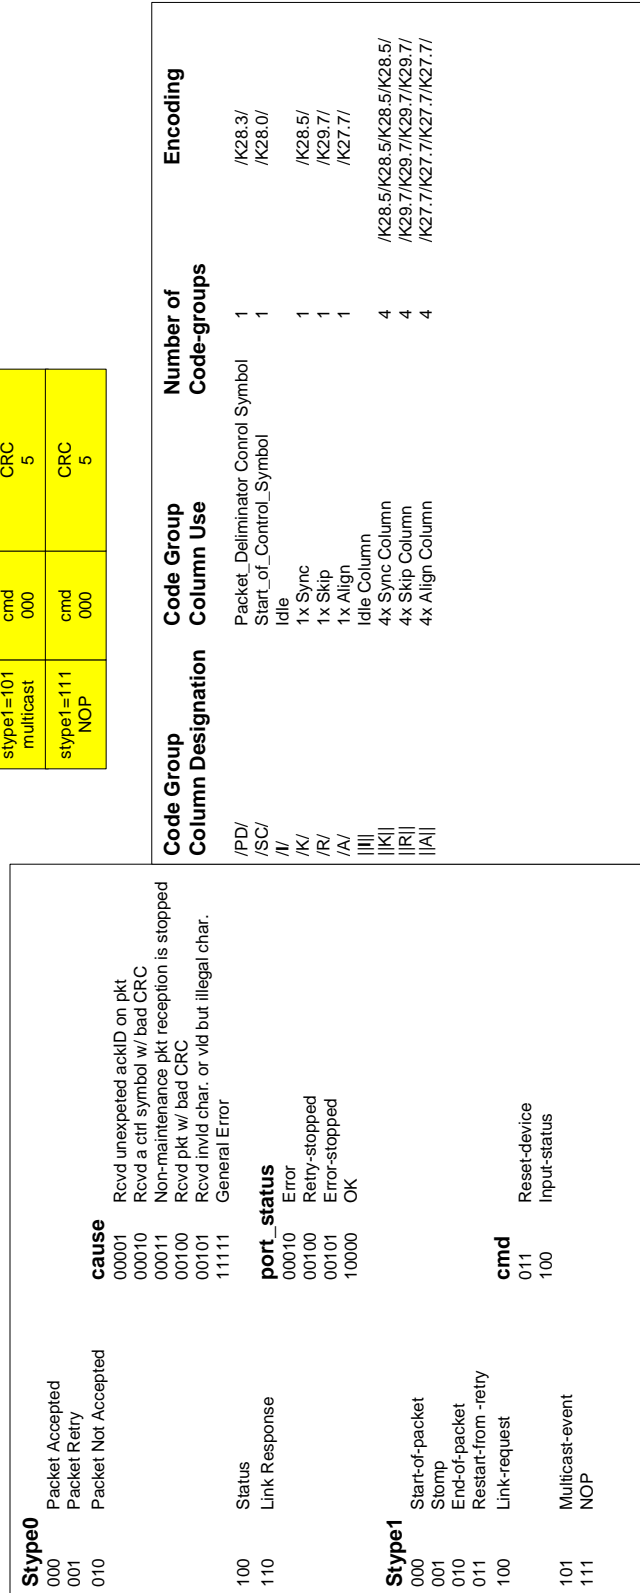 stype1=101 cmd CRC
multicast 000 5
stype1=111 cmd CRC
NOP 000 5
Stype0
000 Packet Accepted
001 Packet Retry
010 Packet Not Accepted
cause
00001 Rcvd unexpeted ackID on pkt
00010 Rcvd a ctrl symbol w/ bad CRC
00011 Non-maintenance pkt reception is stopped
00100 Rcvd pkt w/ bad CRC
00101 Rcvd invld char. or vld but illegal char.
11111 General Error
100 Status
110 Link Response
port_status
00010 Error
00100 Retry-stopped
00101 Error-stopped
10000 OK
Stype1
000 Start-of-packet
001 Stomp
010 End-of-packet
011 Restart-from -retry
100 Link-request
cmd
011 Reset-device
100 Input-status
101 Multicast-event
111 NOP
Code Group Code Group Number of Encoding
Column Designation Column Use Code-groups
/PD/ Packet_Deliminator Conrol Symbol 1 /K28.3/
/SC/ Start_of_Control_Symbol 1 /K28.0/
/I/ Idle
/K/ 1x Sync 1 /K28.5/
/R/ 1x Skip 1 /K29.7/
/A/ 1x Align 1 /K27.7/
||I|| Idle Column
||K|| 4x Sync Column 4 /K28.5/K28.5/K28.5/K28.5/
||R|| 4x Skip Column 4 /K29.7/K29.7/K29.7/K29.7/
||A|| 4x Align Column 4 /K27.7/K27.7/K27.7/K27.7/